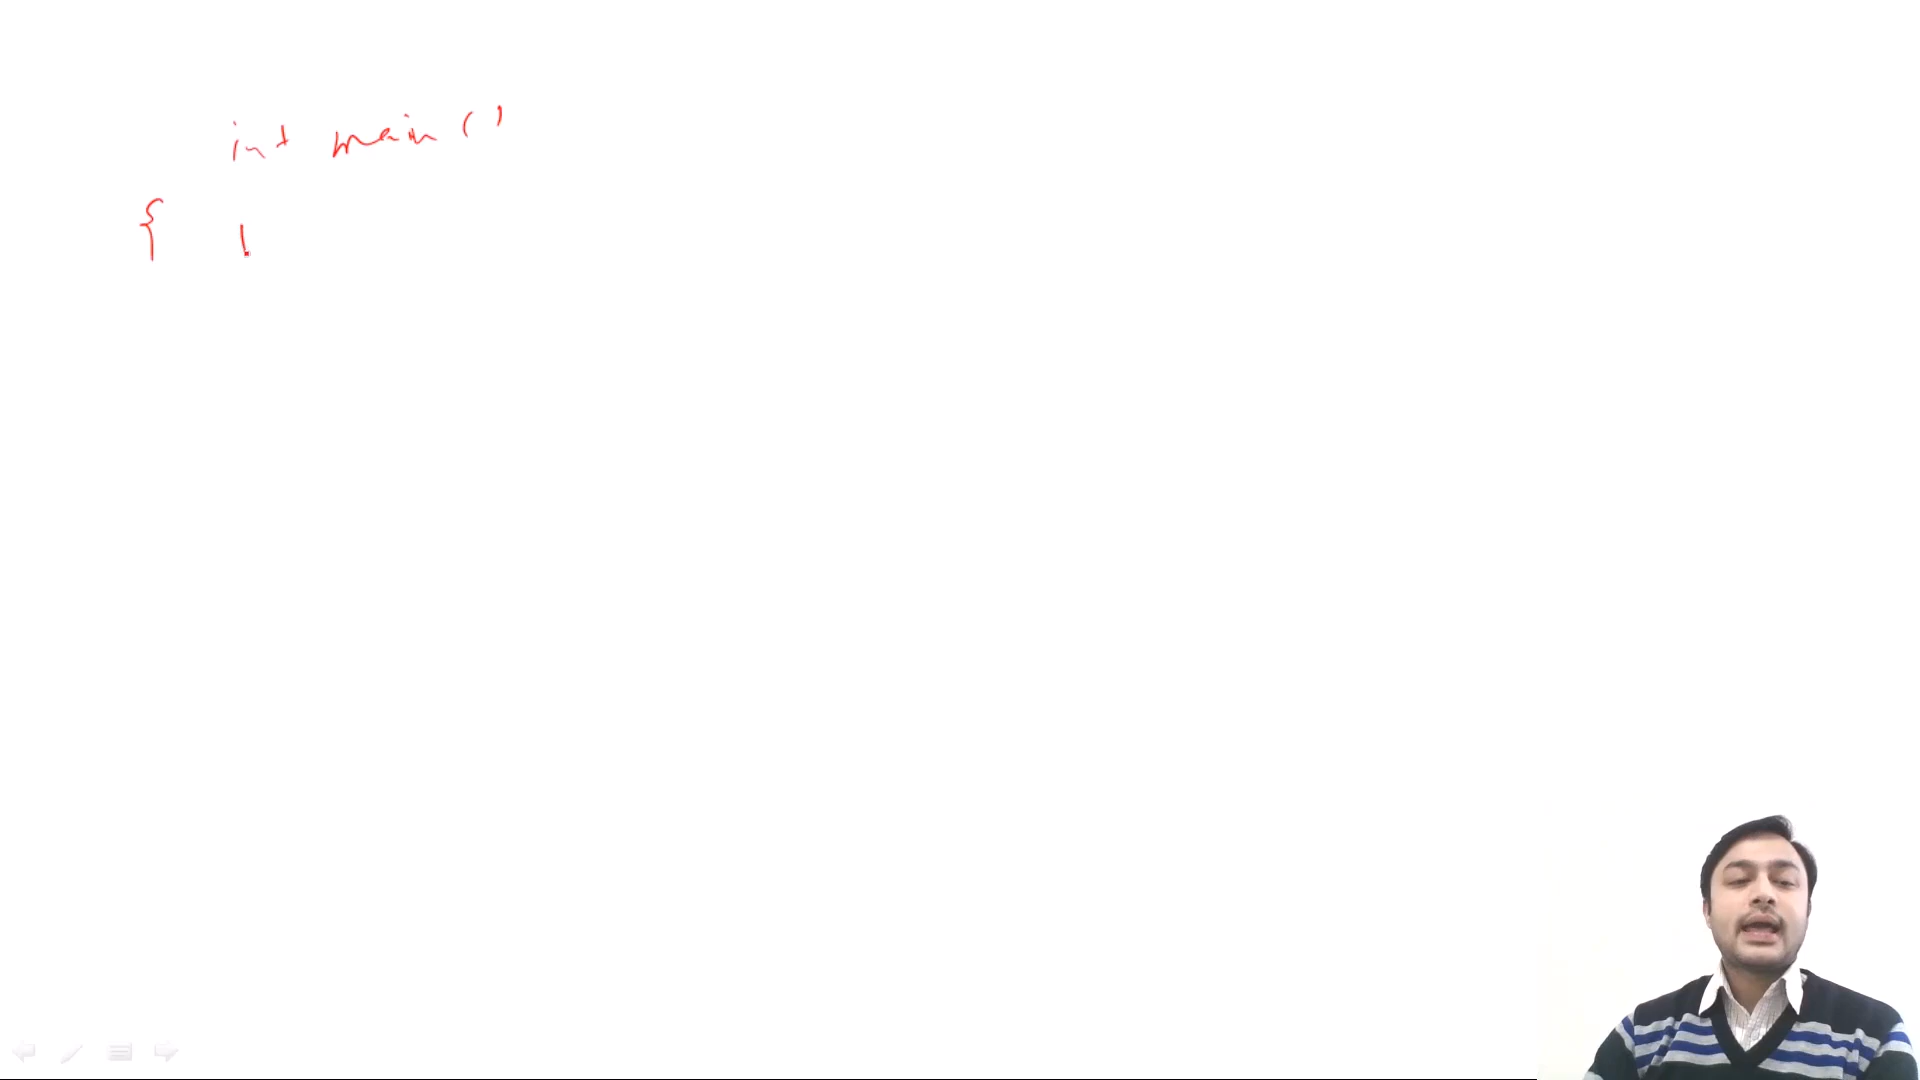 int main ( )
{